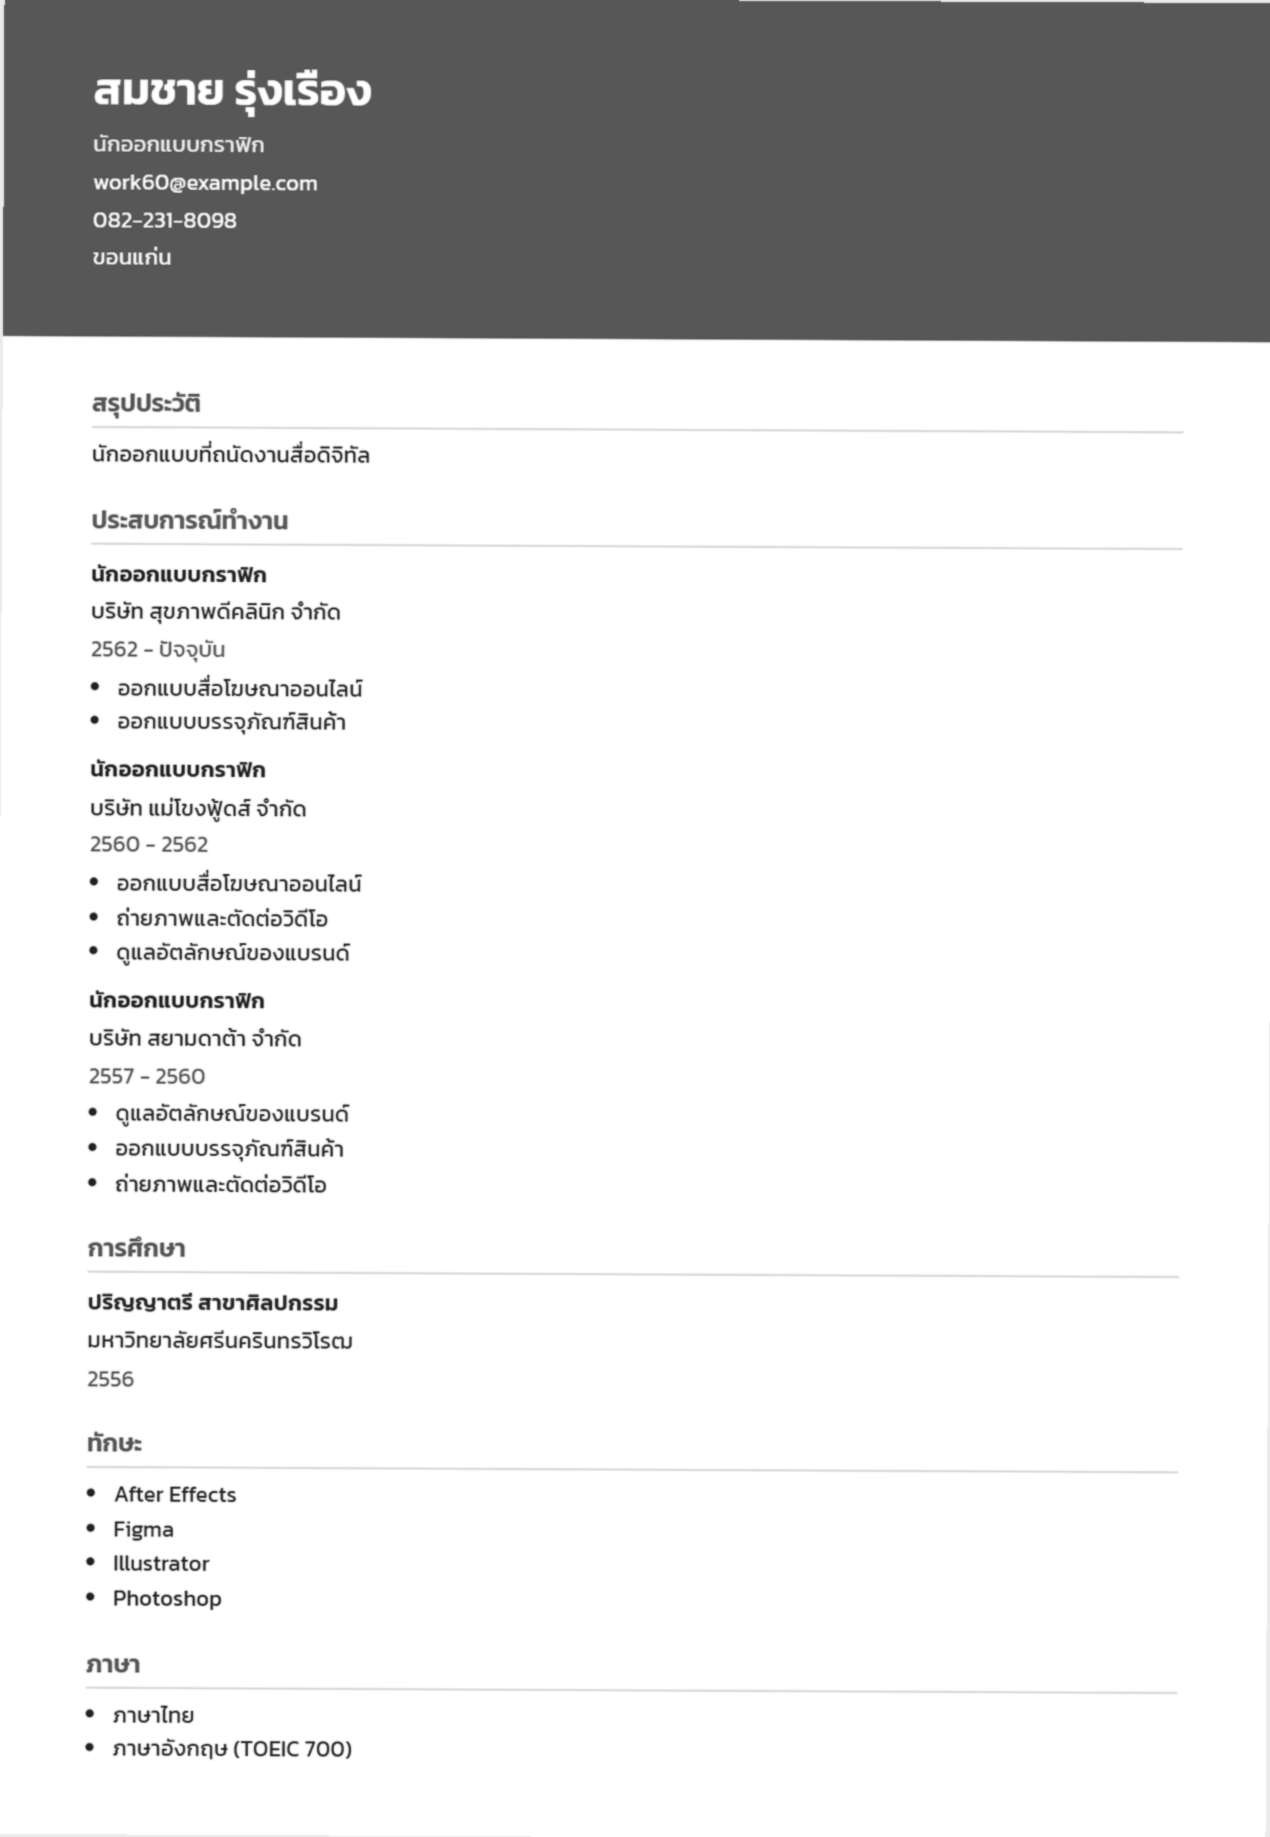 สมชาย รุ่งเรือง
นักออกแบบกราฟิก
work60@example.com
082-231-8098
ขอนแก่น
สรุปประวัติ
นักออกแบบที่ถนัดงานสื่อดิจิทัล
ประสบการณ์ทำงาน
นักออกแบบกราฟิก
บริษัท สุขภาพดีคลินิก จำกัด
2562 - ปัจจุบัน
• ออกแบบสื่อโฆษณาออนไลน์
• ออกแบบบรรจุภัณฑ์สินค้า
นักออกแบบกราฟิก
บริษัท แม่โขงฟู้ดส์ จำกัด
2560 - 2562
• ออกแบบสื่อโฆษณาออนไลน์
• ถ่ายภาพและตัดต่อวิดีโอ
• ดูแลอัตลักษณ์ของแบรนด์
นักออกแบบกราฟิก
บริษัท สยามดาต้า จำกัด
2557 - 2560
• ดูแลอัตลักษณ์ของแบรนด์
• ออกแบบบรรจุภัณฑ์สินค้า
• ถ่ายภาพและตัดต่อวิดีโอ
การศึกษา
ปริญญาตรี สาขาศิลปกรรม
มหาวิทยาลัยศรีนครินทรวิโรฒ
2556
ทักษะ
• After Effects
• Figma
• Illustrator
• Photoshop
ภาษา
• ภาษาไทย
• ภาษาอังกฤษ (TOEIC 700)